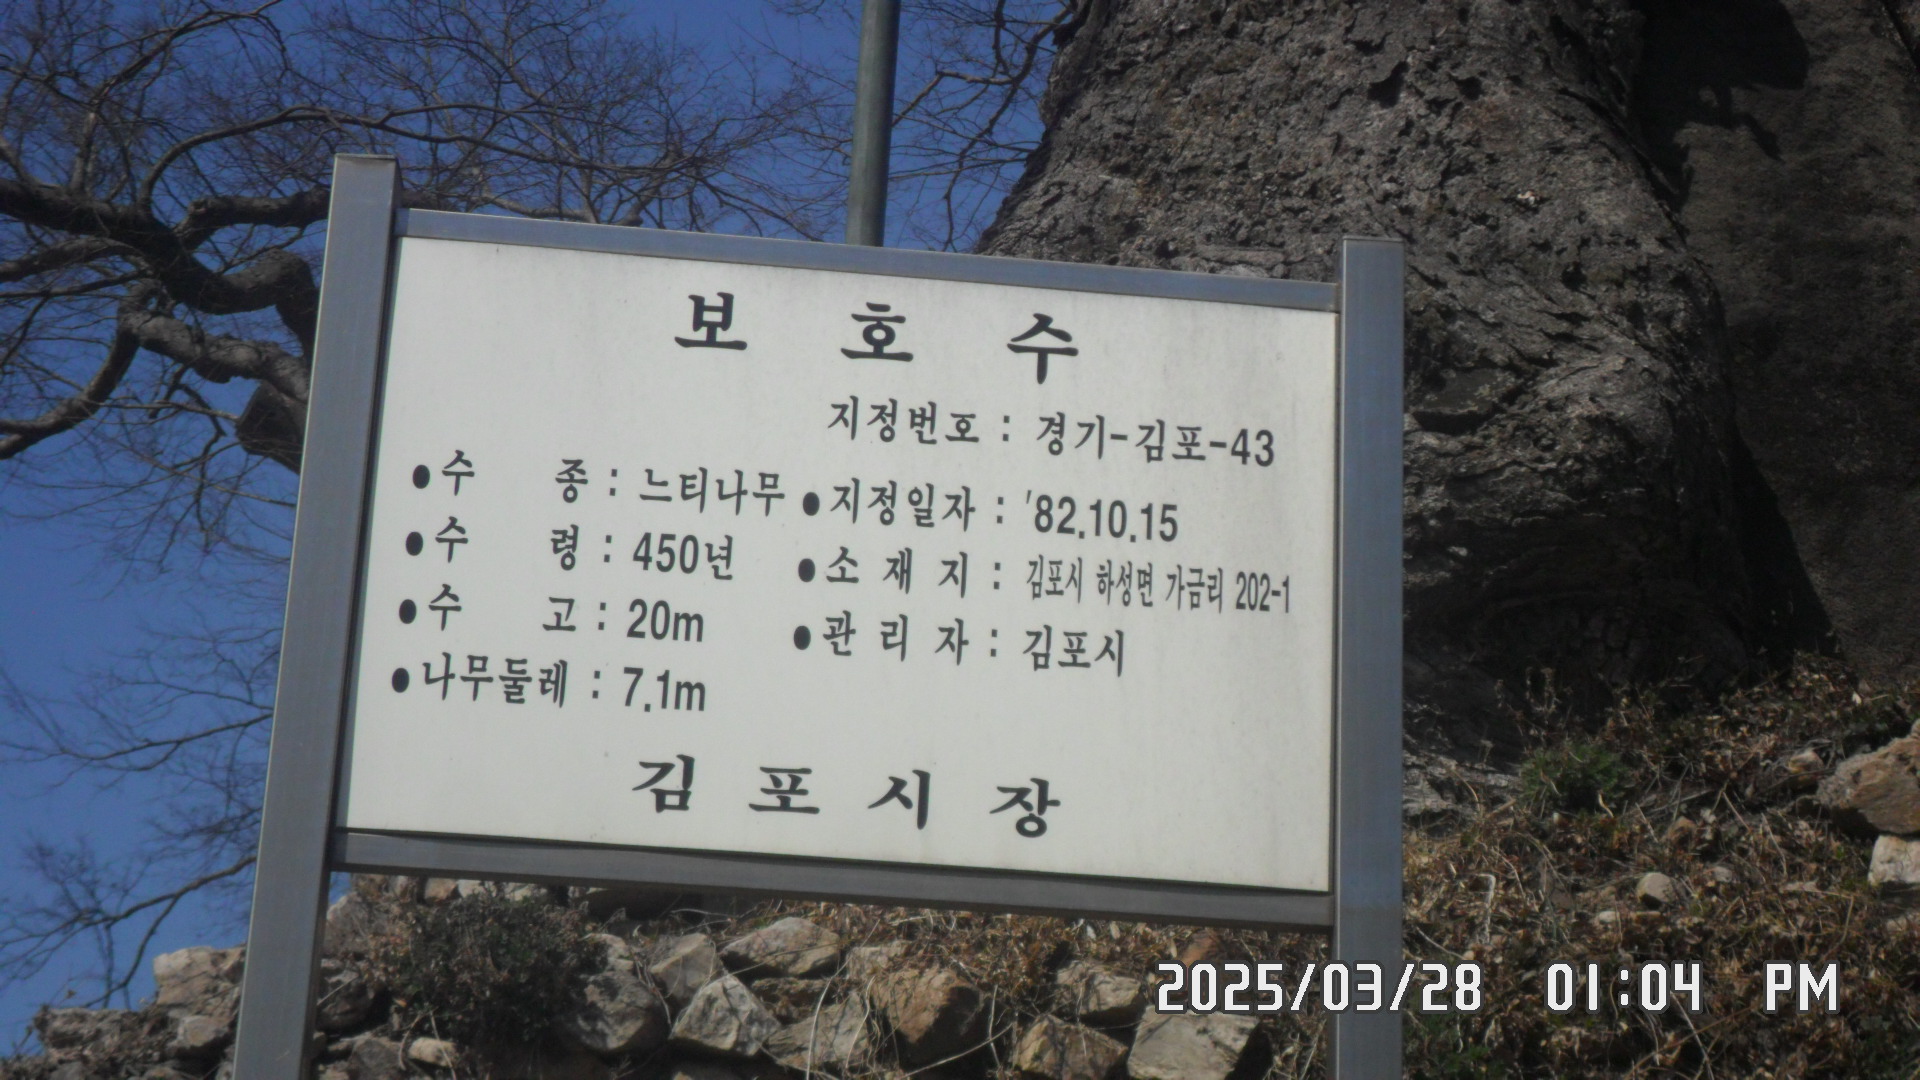 보 호 수
지정번호 : 경기-김포-43
●수 종 : 느티나무 ●지정일자 : '82.10.15
●수 령 : 450년 ●소 재 지 : 김포시 하성면 가금리 202-1
●수 고 : 20m ●관 리 자 : 김포시
●나무둘레 : 7.1m
김 포 시 장
2025/03/28 01:04 PM